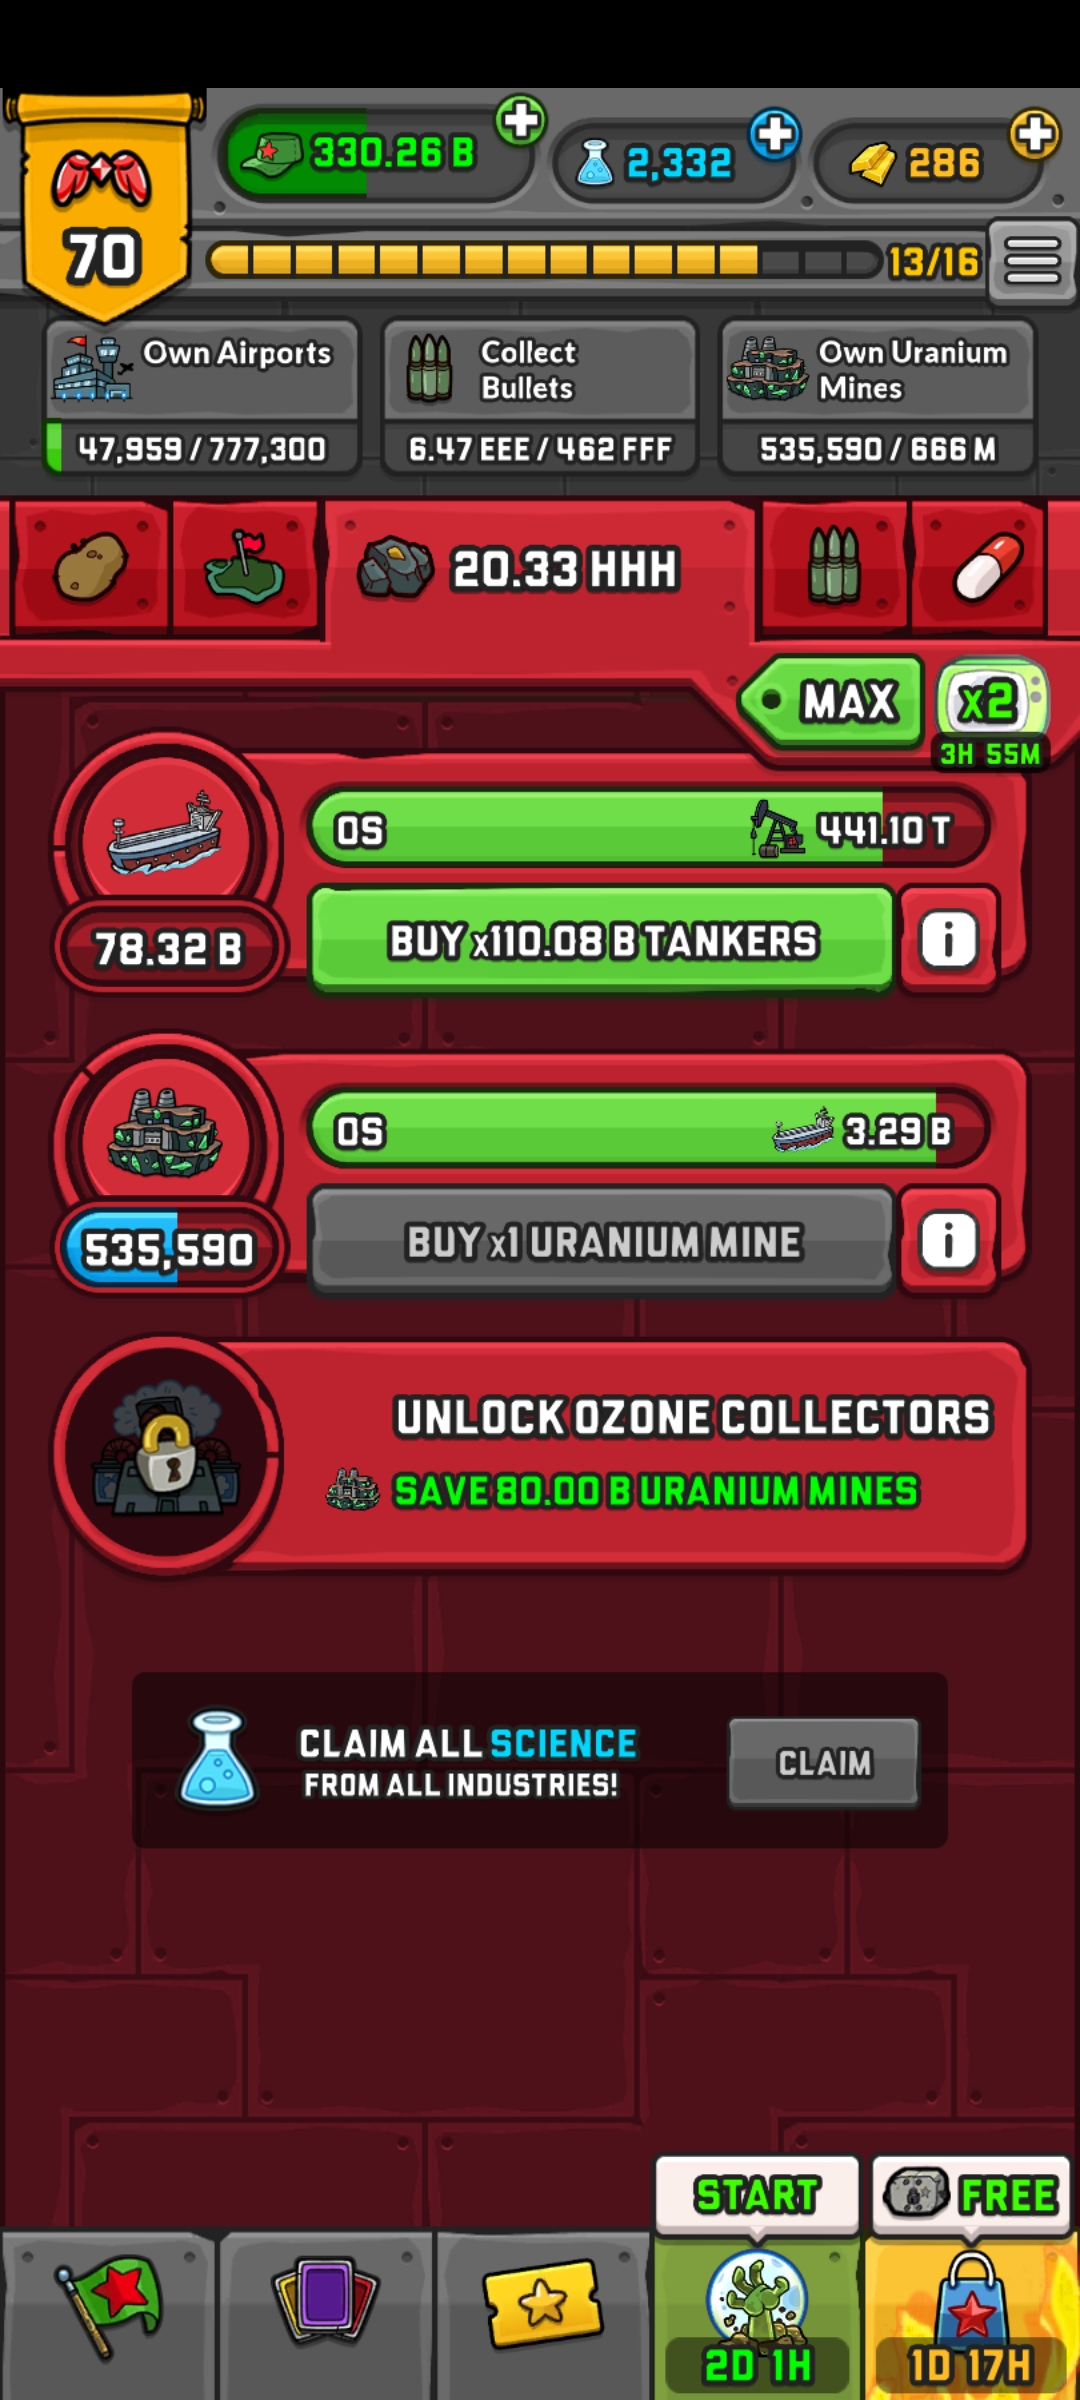 330.26 B
2,332
286
70
13/16
Own Airports
47,959 / 777,300
Collect
Bullets
6.47 EEE / 462 FFF
Own Uranium
Mines
535,590 / 666 M
20.33 HHH
MAX
x2
3H 55M
0S
441.10 T
78.32 B
BUY x110.08 B TANKERS
i
0S
3.29 B
535,590
BUY x1 URANIUM MINE
i
UNLOCK OZONE COLLECTORS
SAVE 80.00 B URANIUM MINES
CLAIM ALL SCIENCE
FROM ALL INDUSTRIES!
CLAIM
START
FREE
2D 1H
1D 17H